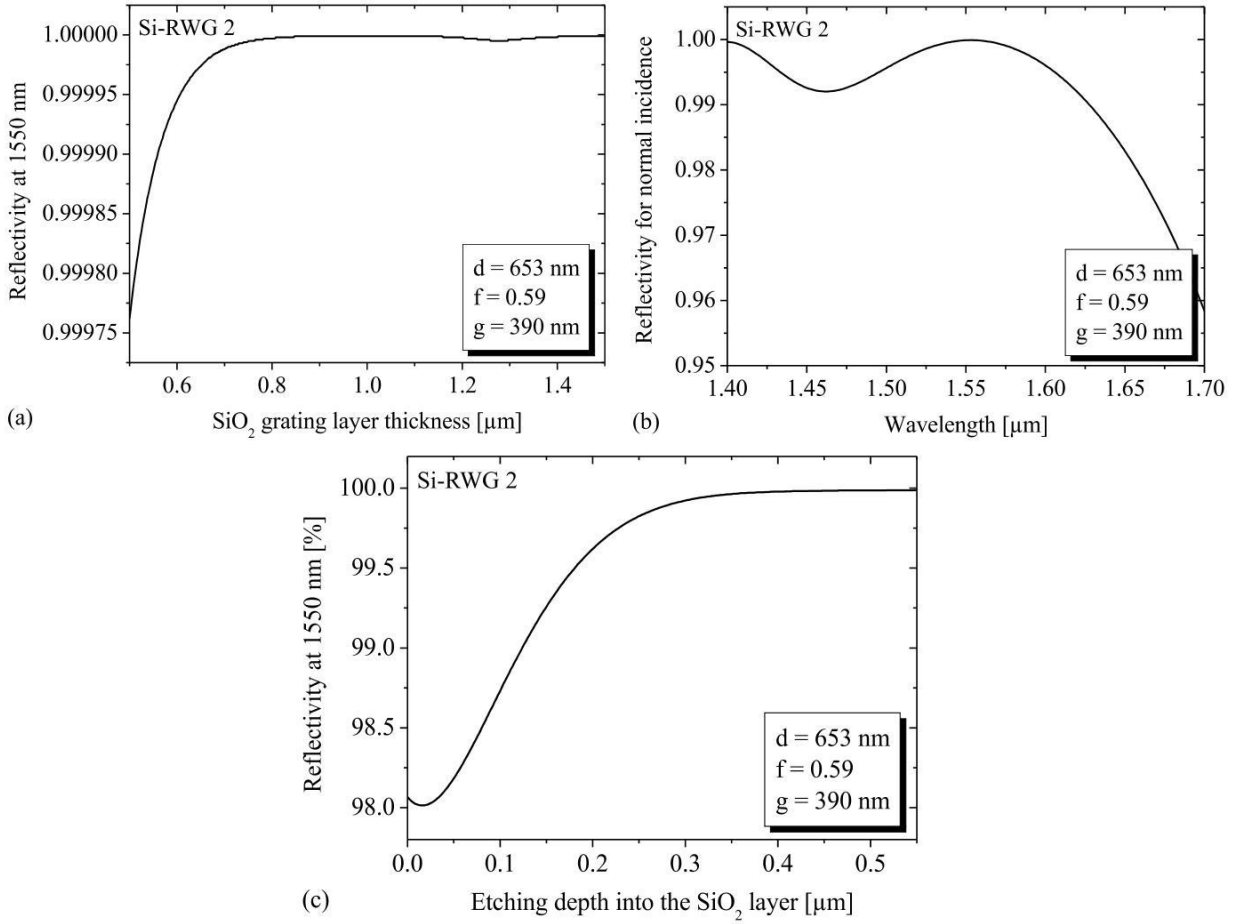 Si-RWG 2
1.00000
0.99995
0.99990
0.99985
0.99980
0.99975
Reflectivity at 1550 nm
d = 653 nm
f = 0.59
g = 390 nm
0.6 0.8 1.0 1.2 1.4
(a)
SiO2 grating layer thickness [µm]
Si-RWG 2
1.00
0.99
0.98
0.97
0.96
0.95
Reflectivity for normal incidence
d = 653 nm
f = 0.59
g = 390 nm
1.40 1.45 1.50 1.55 1.60 1.65 1.70
(b)
Wavelength [µm]
Si-RWG 2
100.0
99.5
99.0
98.5
98.0
Reflectivity at 1550 nm [%]
d = 653 nm
f = 0.59
g = 390 nm
0.0 0.1 0.2 0.3 0.4 0.5
(c)
Etching depth into the SiO2 layer [µm]